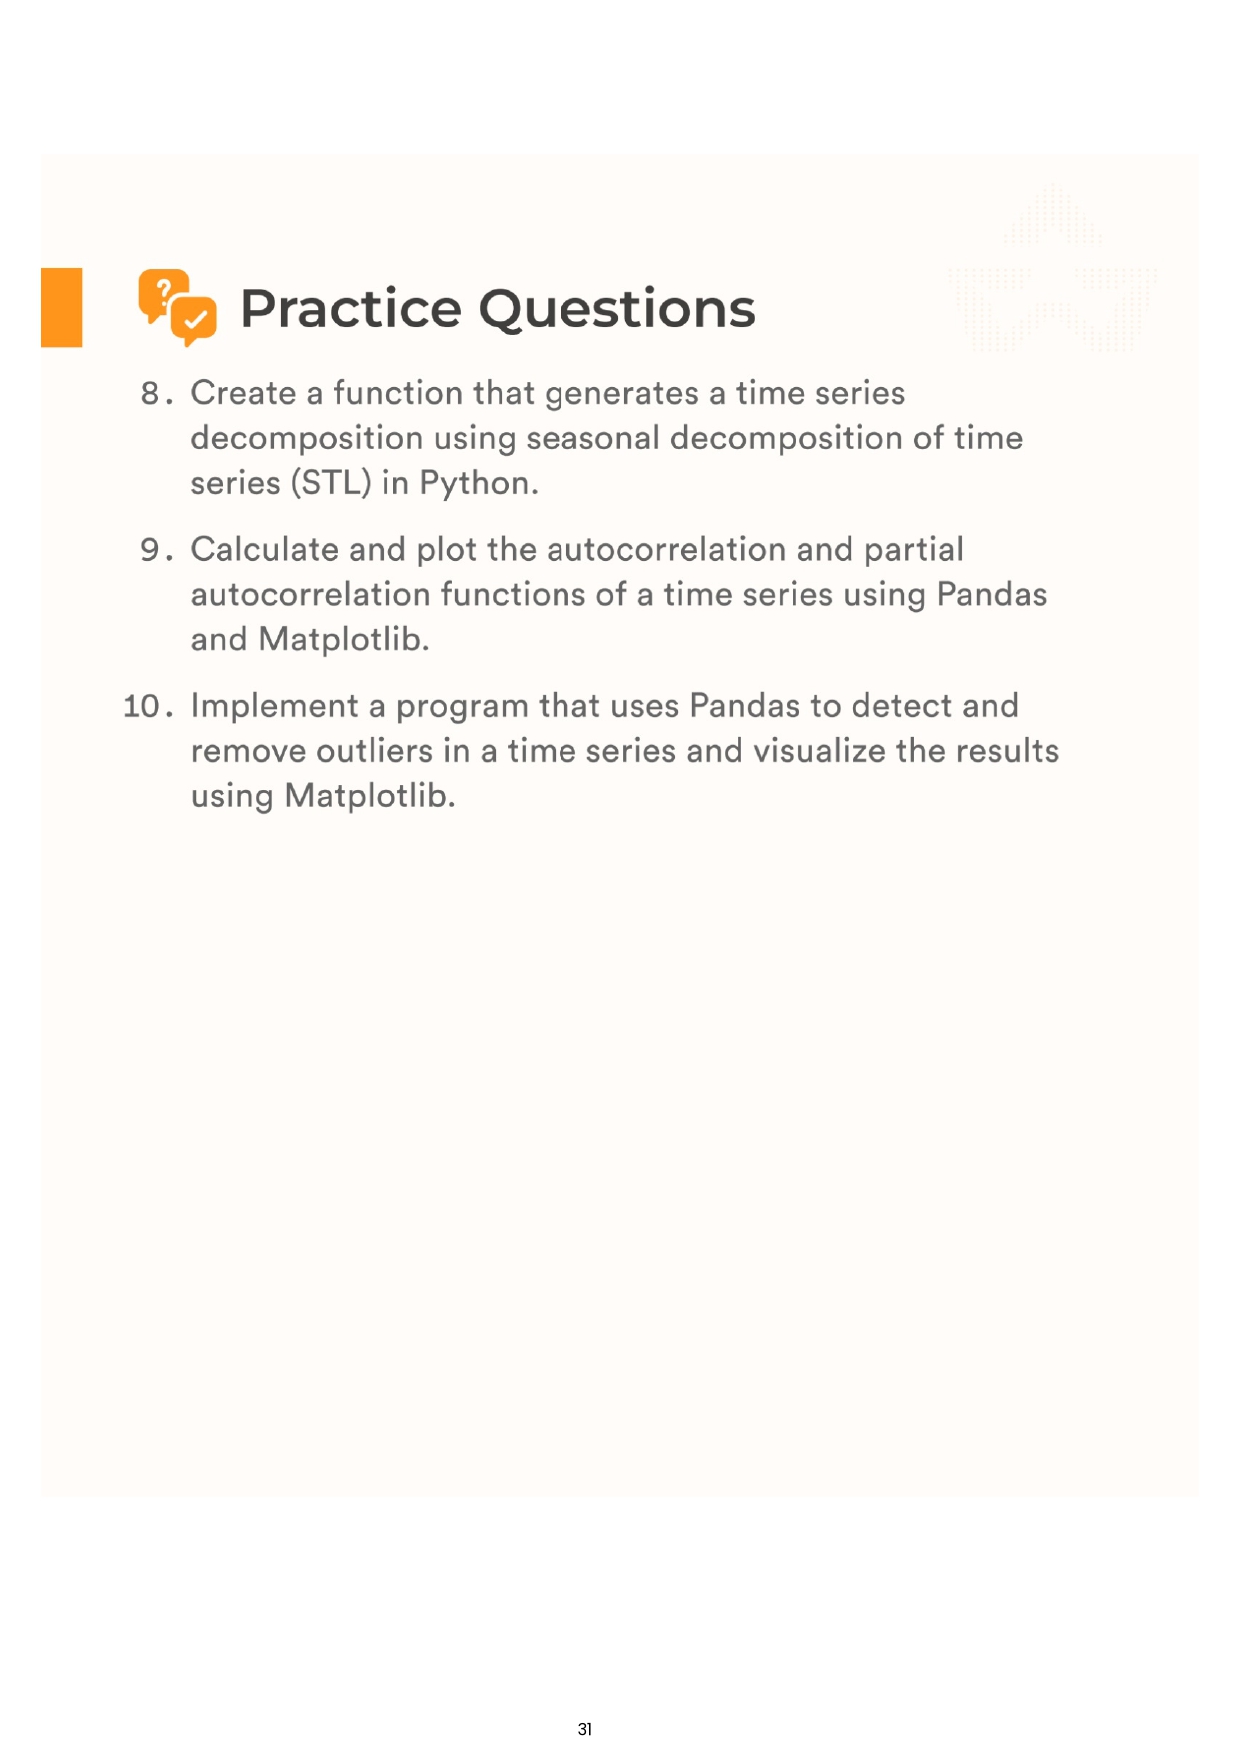 Practice Questions
8. Create a function that generates a time series
decomposition using seasonal decomposition of time
series (STL) in Python.
9. Calculate and plot the autocorrelation and partial
autocorrelation functions of a time series using Pandas
and Matplotlib.
10. Implement a program that uses Pandas to detect and
remove outliers in a time series and visualize the results
using Matplotlib.
31